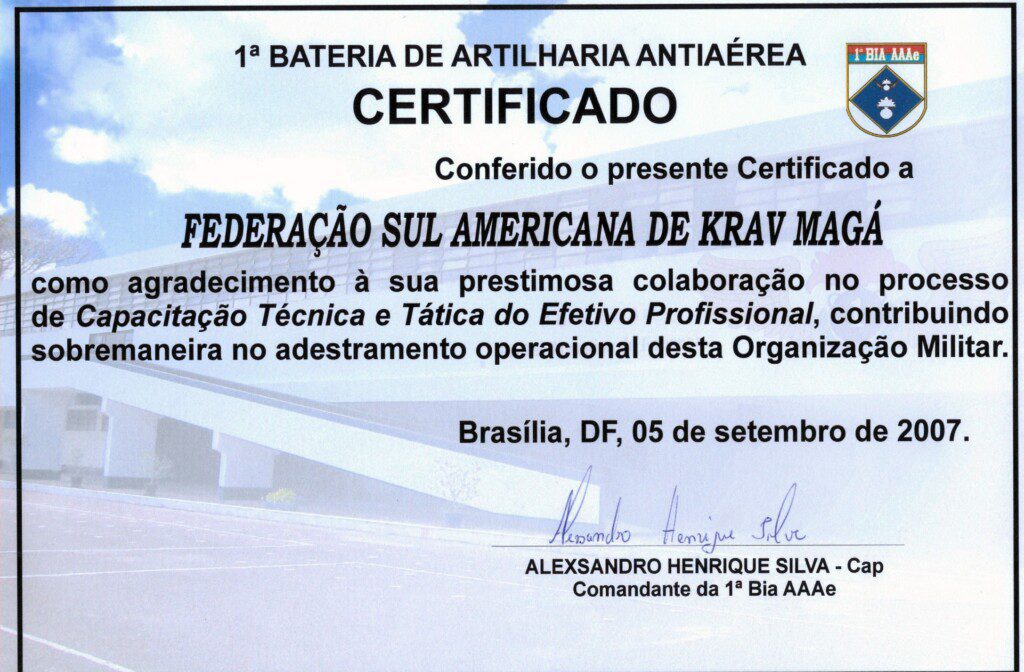 1ª BATERIA DE ARTILHARIA ANTIAÉREA
1ª BIA AAAe
CERTIFICADO
Conferido o presente Certificado a
FEDERAÇÃO SUL AMERICANA DE KRAV MAGÁ
como agradecimento à sua prestimosa colaboração no processo
de Capacitação Técnica e Tática do Efetivo Profissional, contribuindo
sobremaneira no adestramento operacional desta Organização Militar.
Brasília, DF, 05 de setembro de 2007.
Alessandro Henrique Silva
ALEXSANDRO HENRIQUE SILVA - Cap
Comandante da 1ª Bia AAAe